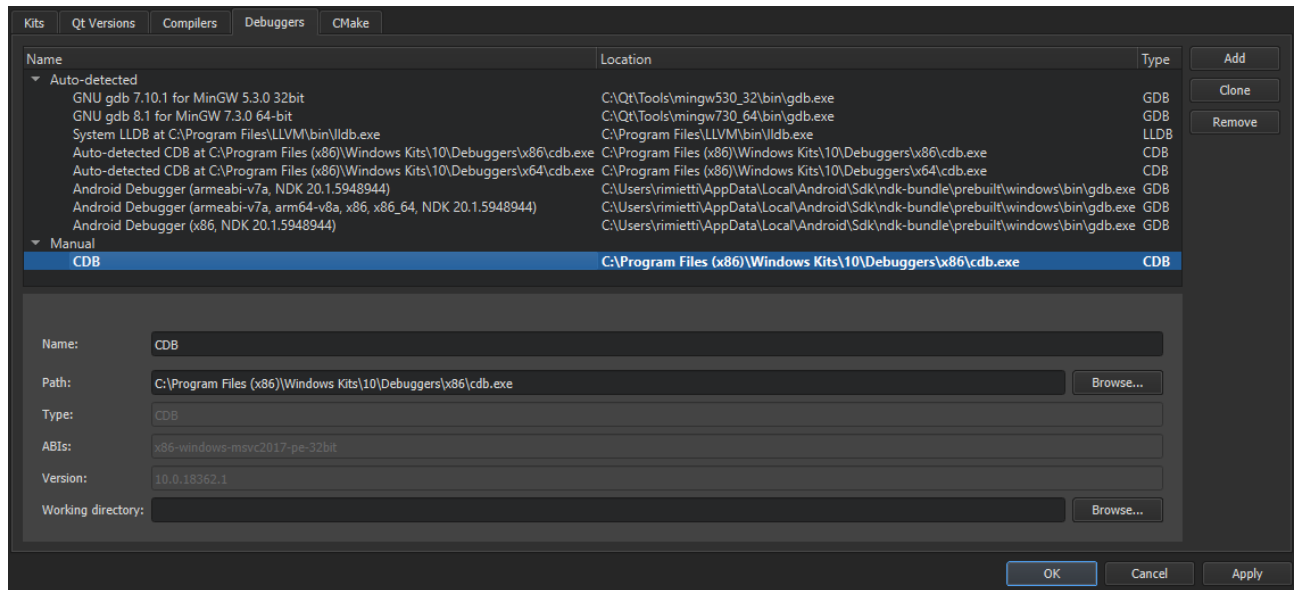 Kits Qt Versions Compilers Debuggers CMake
Name Location Type
Auto-detected
GNU gdb 7.10.1 for MinGW 5.3.0 32bit C:\Qt\Tools\mingw530_32\bin\gdb.exe GDB
GNU gdb 8.1 for MinGW 7.3.0 64-bit C:\Qt\Tools\mingw730_64\bin\gdb.exe GDB
System LLDB at C:\Program Files\LLVM\bin\lldb.exe C:\Program Files\LLVM\bin\lldb.exe LLDB
Auto-detected CDB at C:\Program Files (x86)\Windows Kits\10\Debuggers\x86\cdb.exe C:\Program Files (x86)\Windows Kits\10\Debuggers\x86\cdb.exe CDB
Auto-detected CDB at C:\Program Files (x86)\Windows Kits\10\Debuggers\x64\cdb.exe C:\Program Files (x86)\Windows Kits\10\Debuggers\x64\cdb.exe CDB
Android Debugger (armeabi-v7a, NDK 20.1.5948944) C:\Users\rimietti\AppData\Local\Android\Sdk\ndk-bundle\prebuilt\windows\bin\gdb.exe GDB
Android Debugger (armeabi-v7a, arm64-v8a, x86, x86_64, NDK 20.1.5948944) C:\Users\rimietti\AppData\Local\Android\Sdk\ndk-bundle\prebuilt\windows\bin\gdb.exe GDB
Android Debugger (x86, NDK 20.1.5948944) C:\Users\rimietti\AppData\Local\Android\Sdk\ndk-bundle\prebuilt\windows\bin\gdb.exe GDB
Manual
CDB C:\Program Files (x86)\Windows Kits\10\Debuggers\x86\cdb.exe CDB
Add
Clone
Remove
Name: CDB
Path: C:\Program Files (x86)\Windows Kits\10\Debuggers\x86\cdb.exe Browse...
Type: CDB
ABIs: x86-windows-msvc2017-pe-32bit
Version: 10.0.18362.1
Working directory: Browse...
OK Cancel Apply